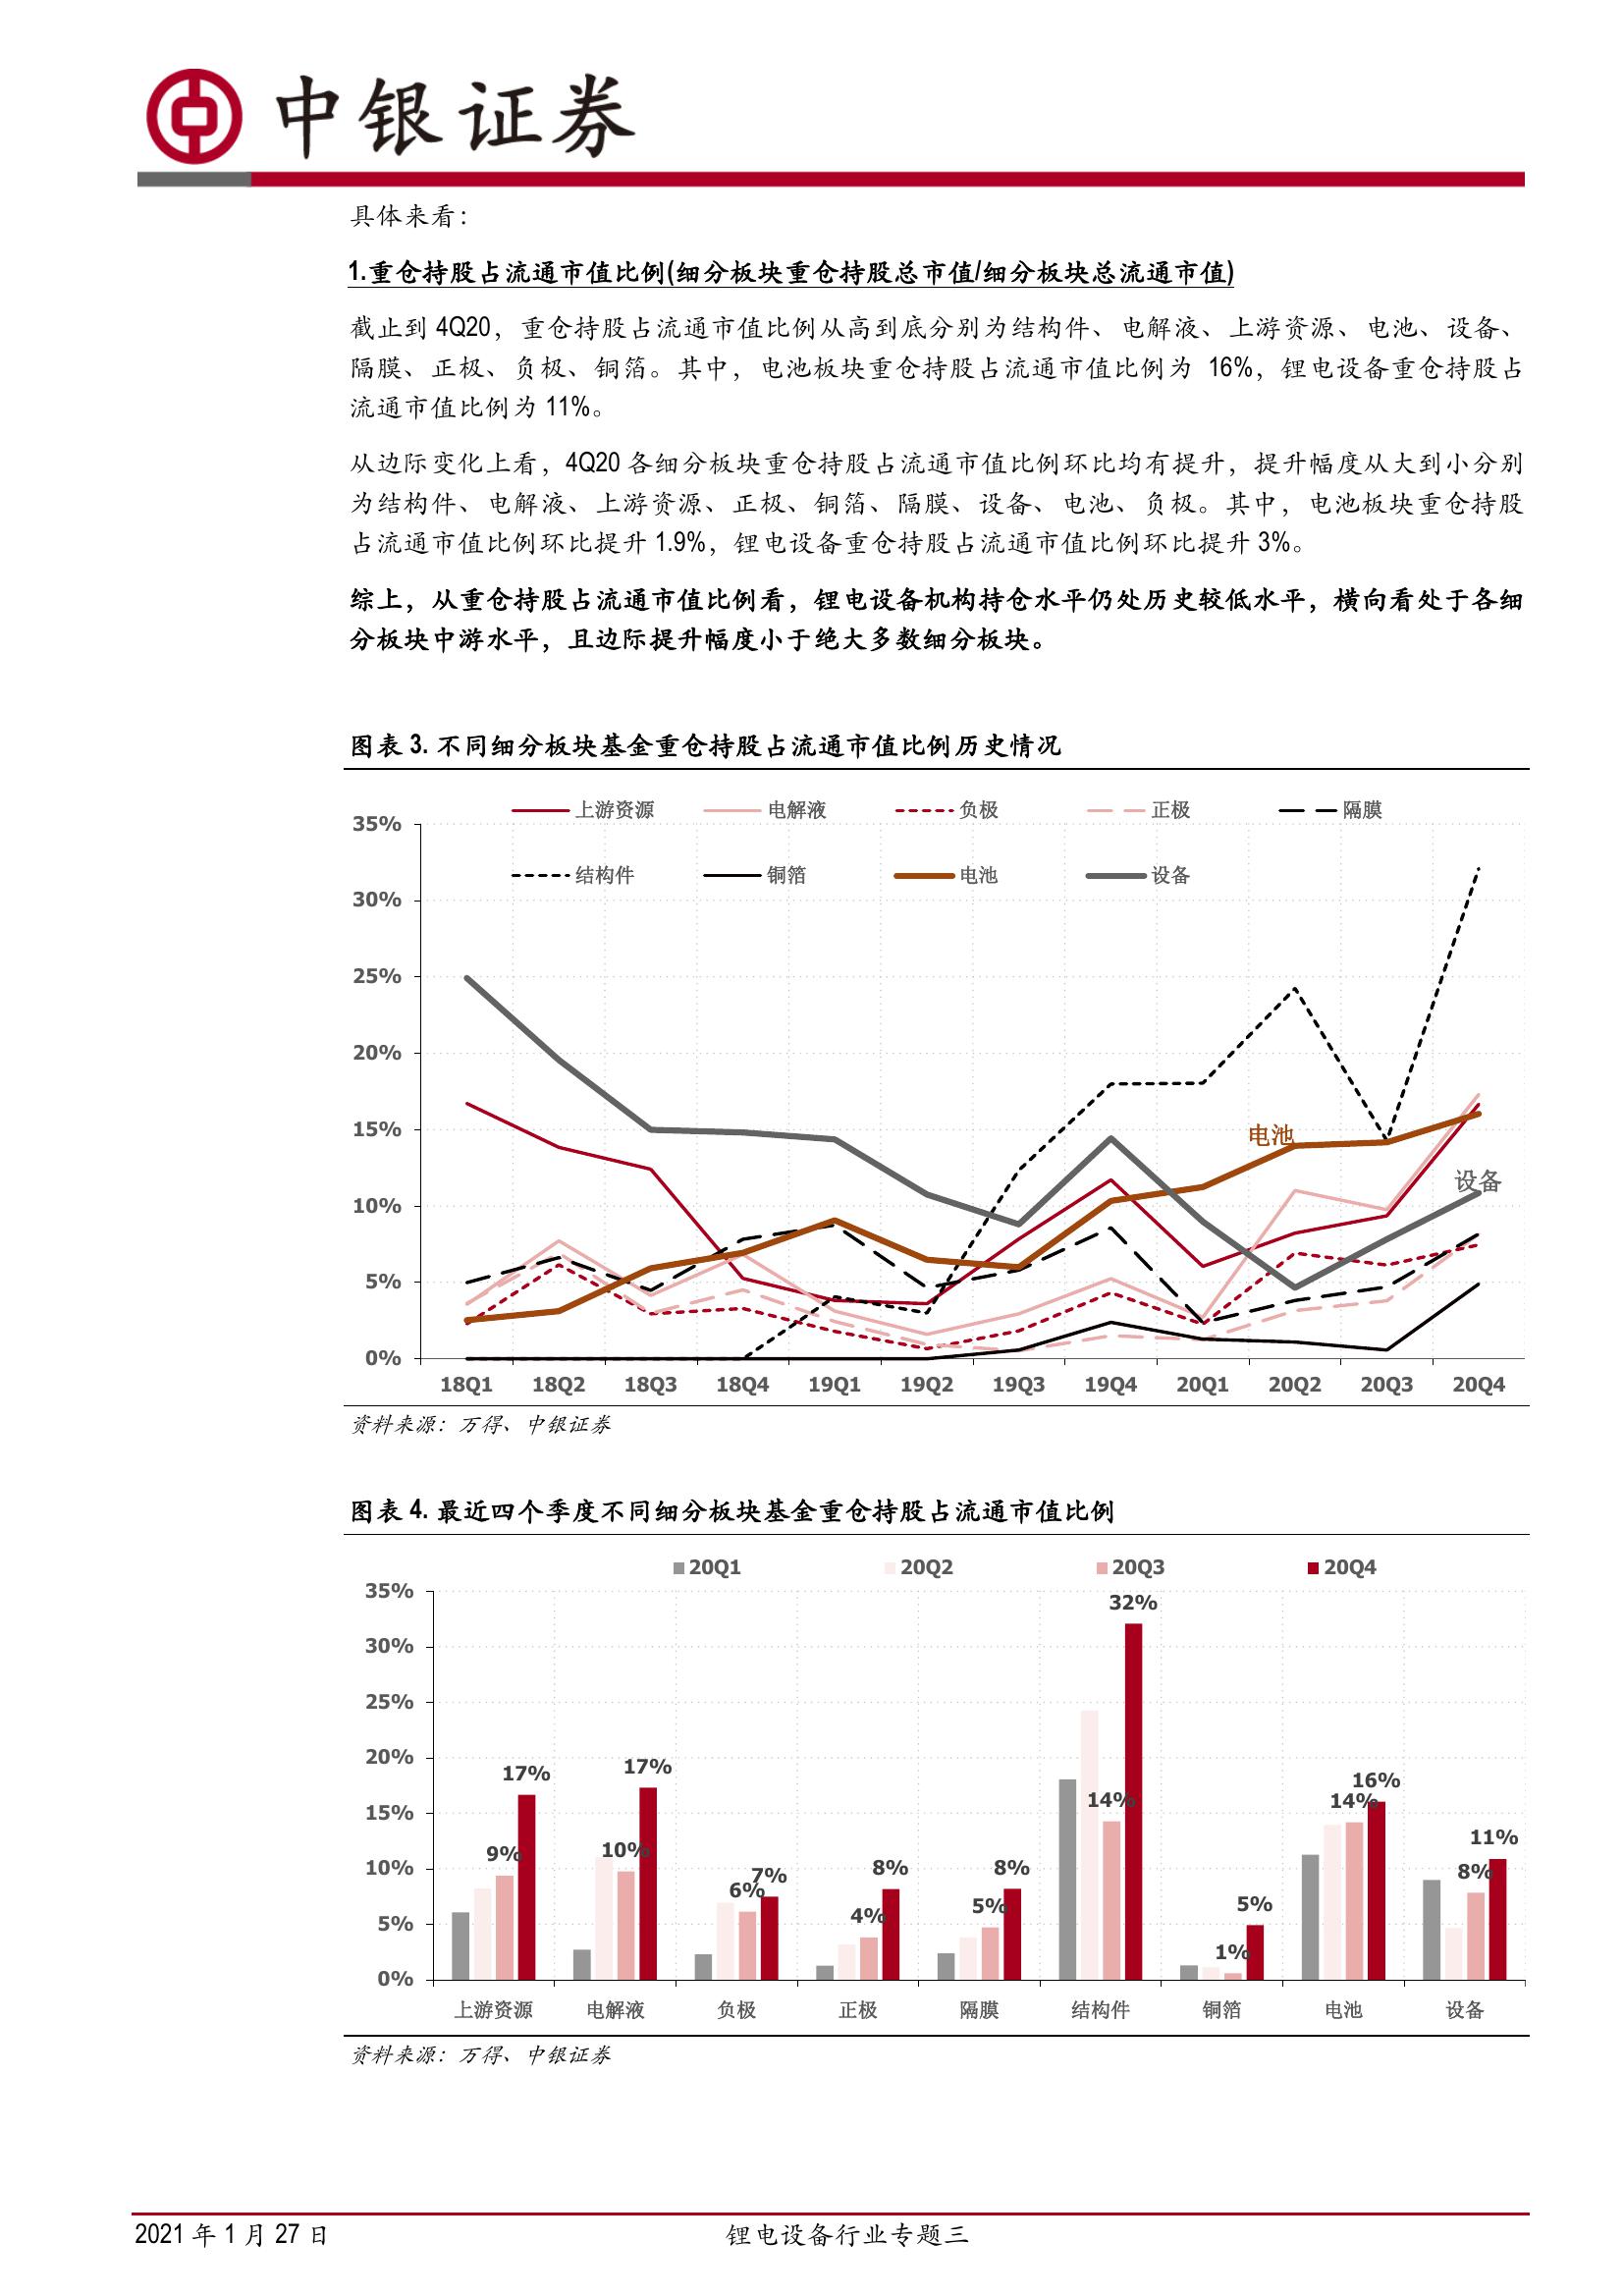 中银证券
具体来看：
1.重仓持股占流通市值比例(细分板块重仓持股总市值/细分板块总流通市值)
截止到 4Q20，重仓持股占流通市值比例从高到底分别为结构件、电解液、上游资源、电池、设备、
隔膜、正极、负极、铜箔。其中，电池板块重仓持股占流通市值比例为 16%，锂电设备重仓持股占
流通市值比例为 11%。
从边际变化上看，4Q20 各细分板块重仓持股占流通市值比例环比均有提升，提升幅度从大到小分别
为结构件、电解液、上游资源、正极、铜箔、隔膜、设备、电池、负极。其中，电池板块重仓持股
占流通市值比例环比提升 1.9%，锂电设备重仓持股占流通市值比例环比提升 3%。
综上，从重仓持股占流通市值比例看，锂电设备机构持仓水平仍处历史较低水平，横向看处于各细
分板块中游水平，且边际提升幅度小于绝大多数细分板块。
图表 3. 不同细分板块基金重仓持股占流通市值比例历史情况
上游资源 电解液 负极 正极 隔膜
35%
结构件 铜箔 电池 设备
30%
25%
20%
15%
电池
设备
10%
5%
0%
18Q1 18Q2 18Q3 18Q4 19Q1 19Q2 19Q3 19Q4 20Q1 20Q2 20Q3 20Q4
资料来源：万得、中银证券
图表 4. 最近四个季度不同细分板块基金重仓持股占流通市值比例
20Q1 20Q2 20Q3 20Q4
35%
30%
25%
20%
15%
10%
5%
0%
9% 17%
10% 17%
6% 7%
4% 8%
5% 8%
14% 32%
1% 5%
14% 16%
8% 11%
上游资源 电解液 负极 正极 隔膜 结构件 铜箔 电池 设备
资料来源：万得、中银证券
2021 年 1 月 27 日 锂电设备行业专题三